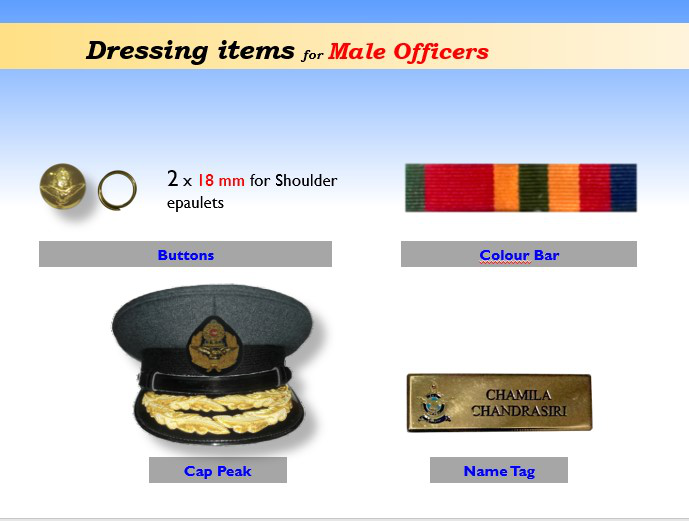 Dressing items for Male Officers
2 x 18 mm for Shoulder
epaulets
Buttons
Colour Bar
CHAMILA
CHANDRASIRI
Cap Peak
Name Tag